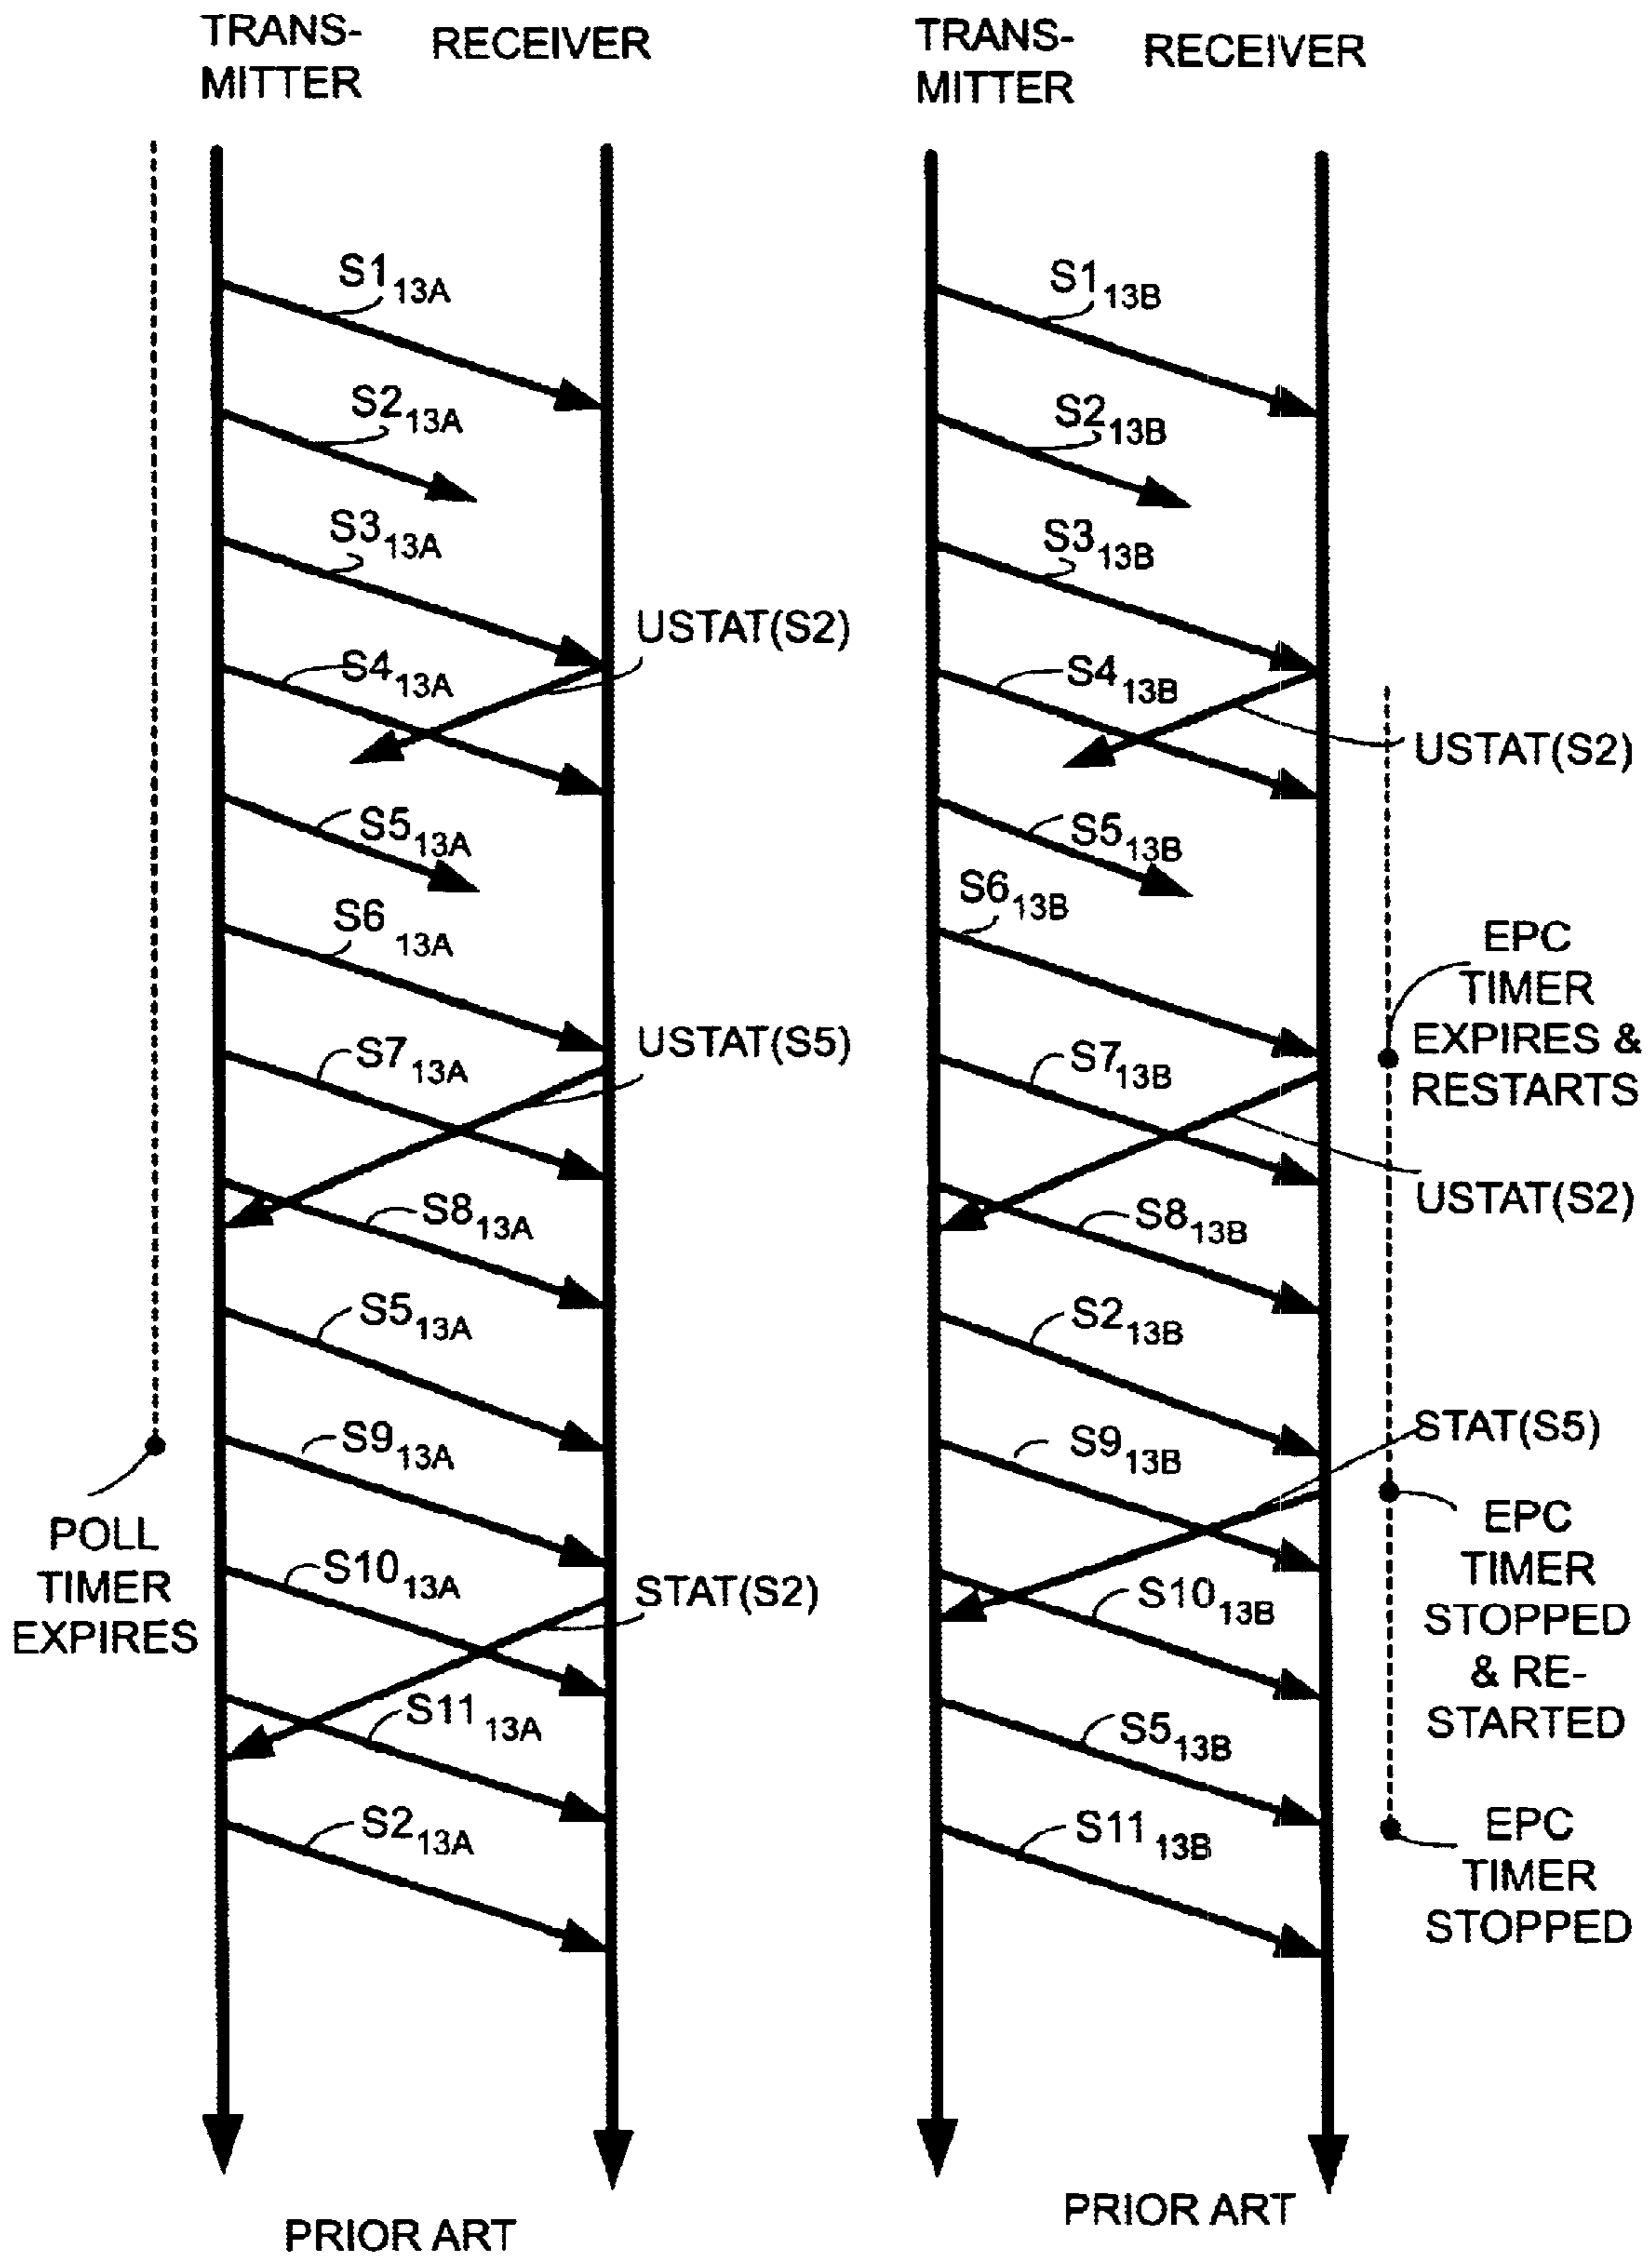 TRANS-
MITTER
RECEIVER
S1 13A
S2 13A
S3 13A
USTAT(S2)
S4 13A
S5 13A
S6 13A
USTAT(S5)
S7 13A
S8 13A
S5 13A
S9 13A
POLL
TIMER
EXPIRES
S10 13A
STAT(S2)
S11 13A
S2 13A
PRIOR ART
TRANS-
MITTER
RECEIVER
S1 13B
S2 13B
S3 13B
S4 13B
USTAT(S2)
S5 13B
S6 13B
EPC
TIMER
EXPIRES &
RESTARTS
S7 13B
USTAT(S2)
S8 13B
S2 13B
STAT(S5)
S9 13B
EPC
TIMER
STOPPED
& RE-
STARTED
S10 13B
S5 13B
S11 13B
EPC
TIMER
STOPPED
PRIOR ART